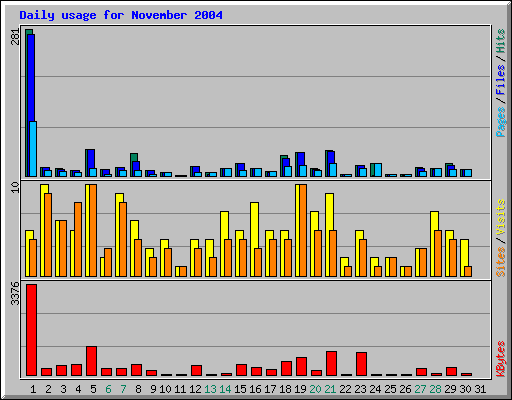 Daily usage for November 2004
281
Pages / Files / Hits
10
Sites / Visits
3376
KBytes
1 2 3 4 5 6 7 8 9 10 11 12 13 14 15 16 17 18 19 20 21 22 23 24 25 26 27 28 29 30 31